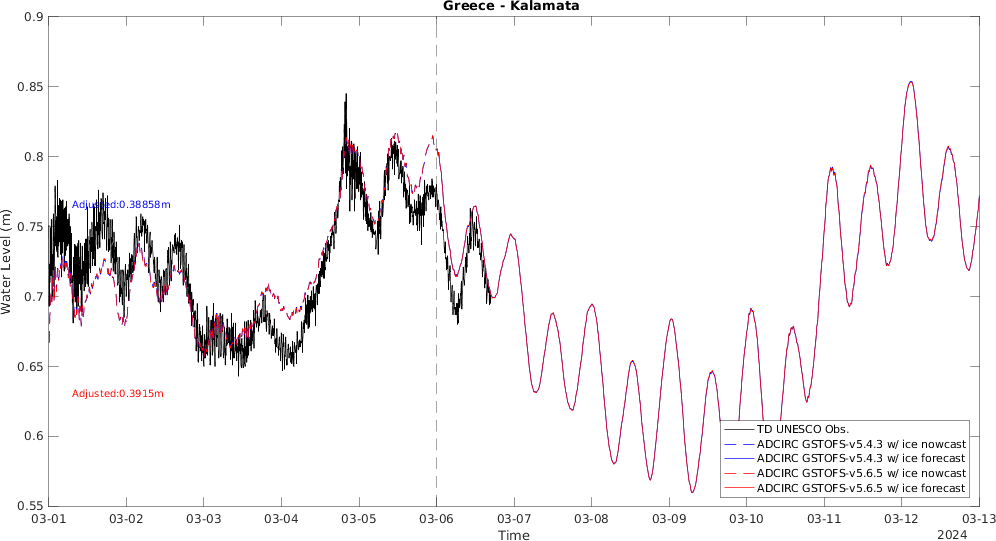 Greece - Kalamata
0.9
0.85
0.8
0.75
0.7
0.65
0.6
0.55
Water Level (m)
Adjusted:0.38858m
Adjusted:0.3915m
TD UNESCO Obs.
ADCIRC GSTOFS-v5.4.3 w/ ice nowcast
ADCIRC GSTOFS-v5.4.3 w/ ice forecast
ADCIRC GSTOFS-v5.6.5 w/ ice nowcast
ADCIRC GSTOFS-v5.6.5 w/ ice forecast
03-01 03-02 03-03 03-04 03-05 03-06 03-07 03-08 03-09 03-10 03-11 03-12 03-13
Time
2024